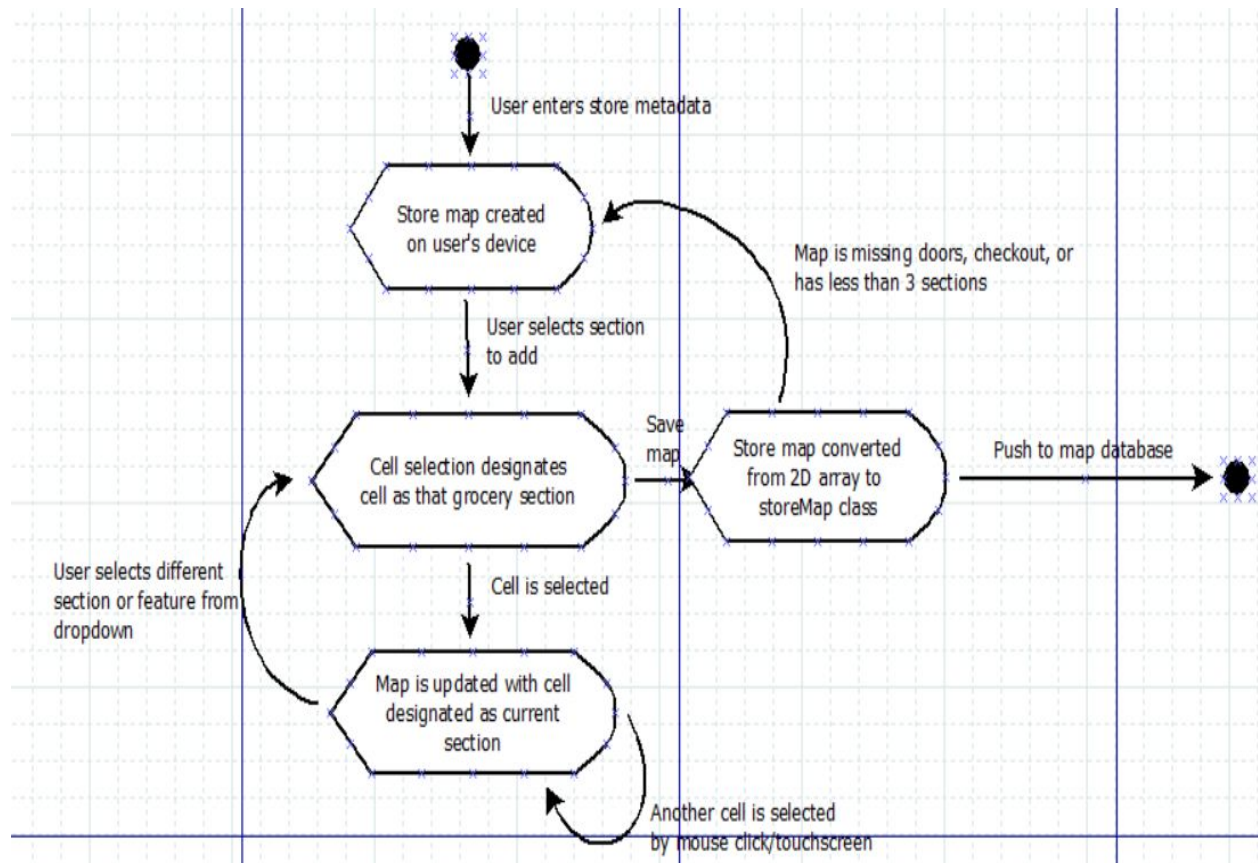 User enters store metadata
Store map created
on user's device
Map is missing doors, checkout, or
has less than 3 sections
User selects section
to add
Cell selection designates
cell as that grocery section
Save
map
Store map converted
from 2D array to
storeMap class
Push to map database
User selects different
section or feature from
dropdown
Cell is selected
Map is updated with cell
designated as current
section
Another cell is selected
by mouse click/touchscreen